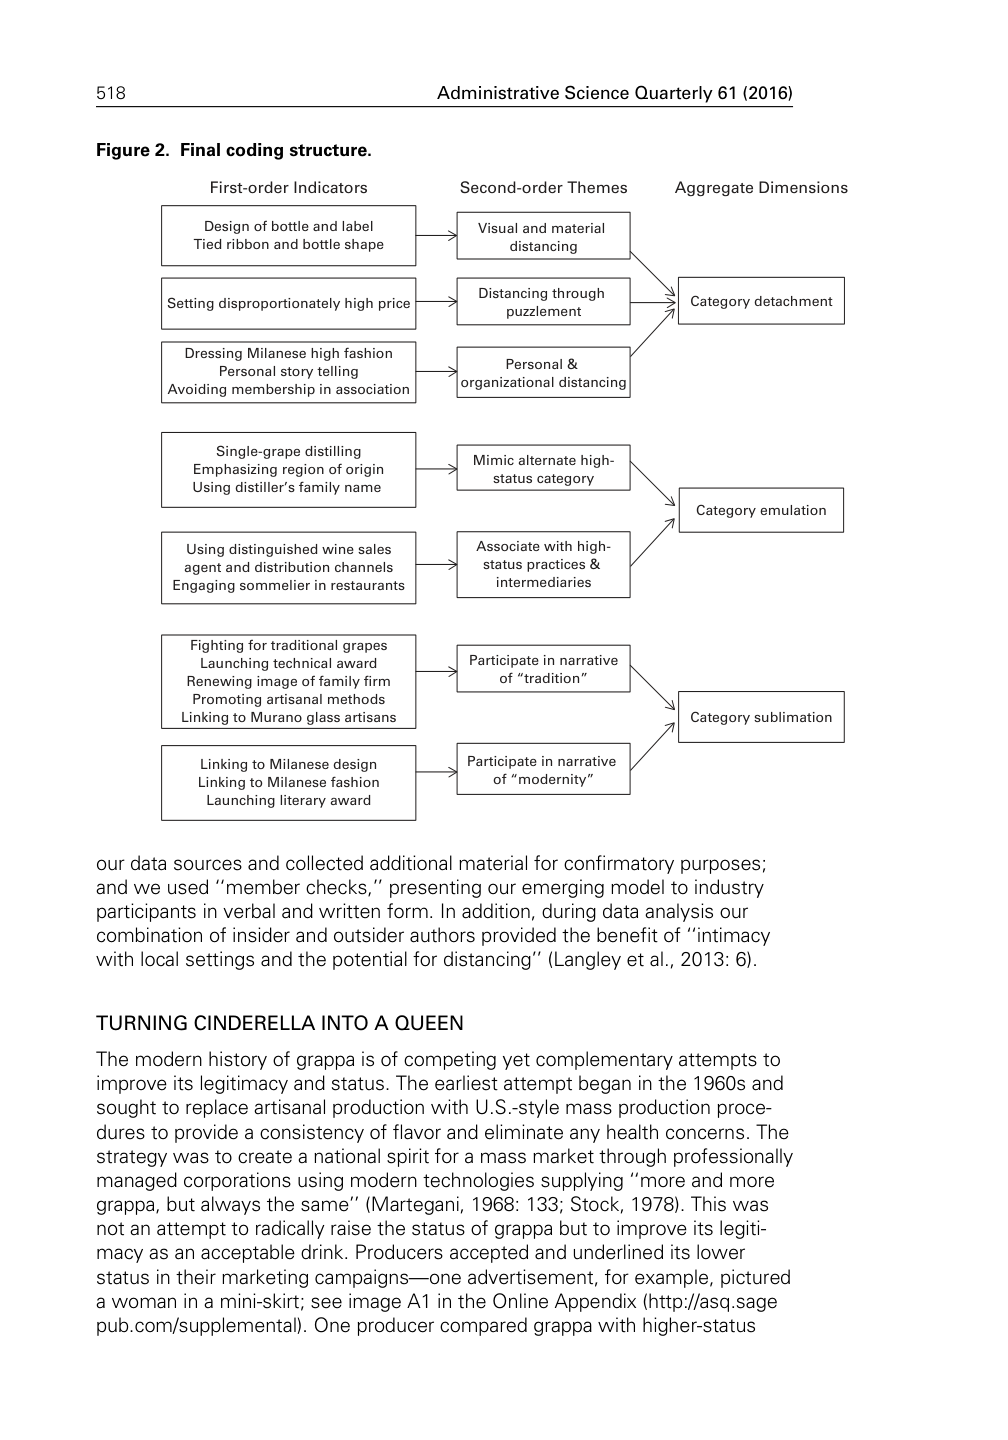 518
Administrative Science Quarterly 61 (2016)
Figure 2. Final coding structure.
First-order Indicators
Second-order Themes
Aggregate Dimensions
Design of bottle and label
Tied ribbon and bottle shape
Visual and material
distancing
Setting disproportionately high price
Distancing through
puzzlement
Category detachment
Dressing Milanese high fashion
Personal story telling
Avoiding membership in association
Personal &
organizational distancing
Single-grape distilling
Emphasizing region of origin
Using distiller’s family name
Mimic alternate high-
status category
Category emulation
Using distinguished wine sales
agent and distribution channels
Engaging sommelier in restaurants
Associate with high-
status practices &
intermediaries
Fighting for traditional grapes
Launching technical award
Renewing image of family firm
Promoting artisanal methods
Linking to Murano glass artisans
Participate in narrative
of “tradition”
Category sublimation
Linking to Milanese design
Linking to Milanese fashion
Launching literary award
Participate in narrative
of “modernity”
our data sources and collected additional material for confirmatory purposes;
and we used ‘‘member checks,’’ presenting our emerging model to industry
participants in verbal and written form. In addition, during data analysis our
combination of insider and outsider authors provided the benefit of ‘‘intimacy
with local settings and the potential for distancing’’ (Langley et al., 2013: 6).
TURNING CINDERELLA INTO A QUEEN
The modern history of grappa is of competing yet complementary attempts to
improve its legitimacy and status. The earliest attempt began in the 1960s and
sought to replace artisanal production with U.S.-style mass production proce-
dures to provide a consistency of flavor and eliminate any health concerns. The
strategy was to create a national spirit for a mass market through professionally
managed corporations using modern technologies supplying ‘‘more and more
grappa, but always the same’’ (Martegani, 1968: 133; Stock, 1978). This was
not an attempt to radically raise the status of grappa but to improve its legiti-
macy as an acceptable drink. Producers accepted and underlined its lower
status in their marketing campaigns—one advertisement, for example, pictured
a woman in a mini-skirt; see image A1 in the Online Appendix (http://asq.sage
pub.com/supplemental). One producer compared grappa with higher-status